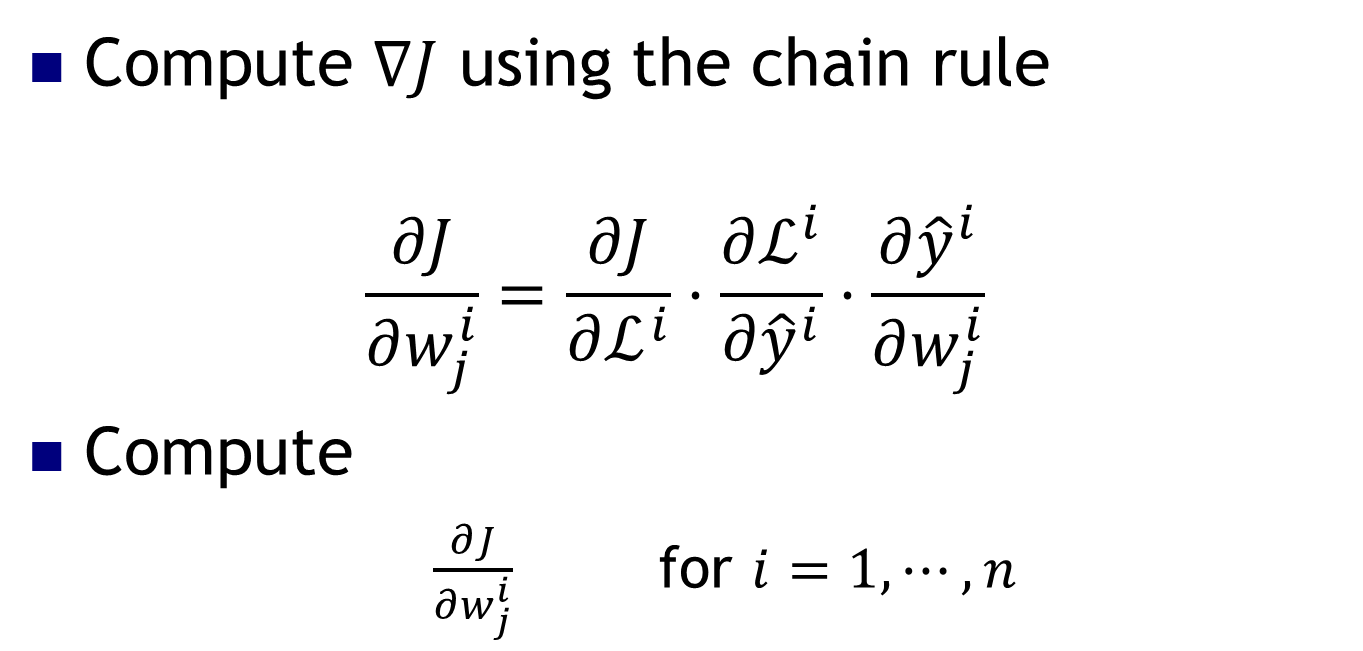 ■ Compute ∇J using the chain rule
∂J/∂w_j^i = ∂J/∂ℒ^i · ∂ℒ^i/∂ŷ^i · ∂ŷ^i/∂w_j^i
■ Compute
∂J/∂w_j^i for i = 1,⋯,n